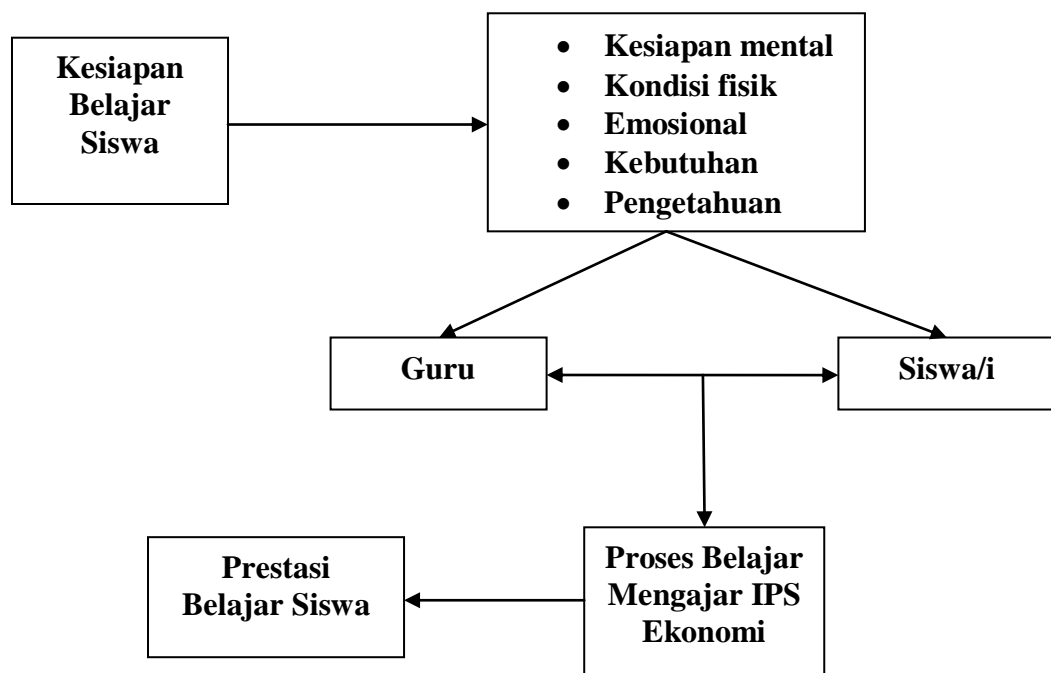 Kesiapan
Belajar
Siswa
• Kesiapan mental
• Kondisi fisik
• Emosional
• Kebutuhan
• Pengetahuan
Guru
Siswa/i
Prestasi
Belajar Siswa
Proses Belajar
Mengajar IPS
Ekonomi